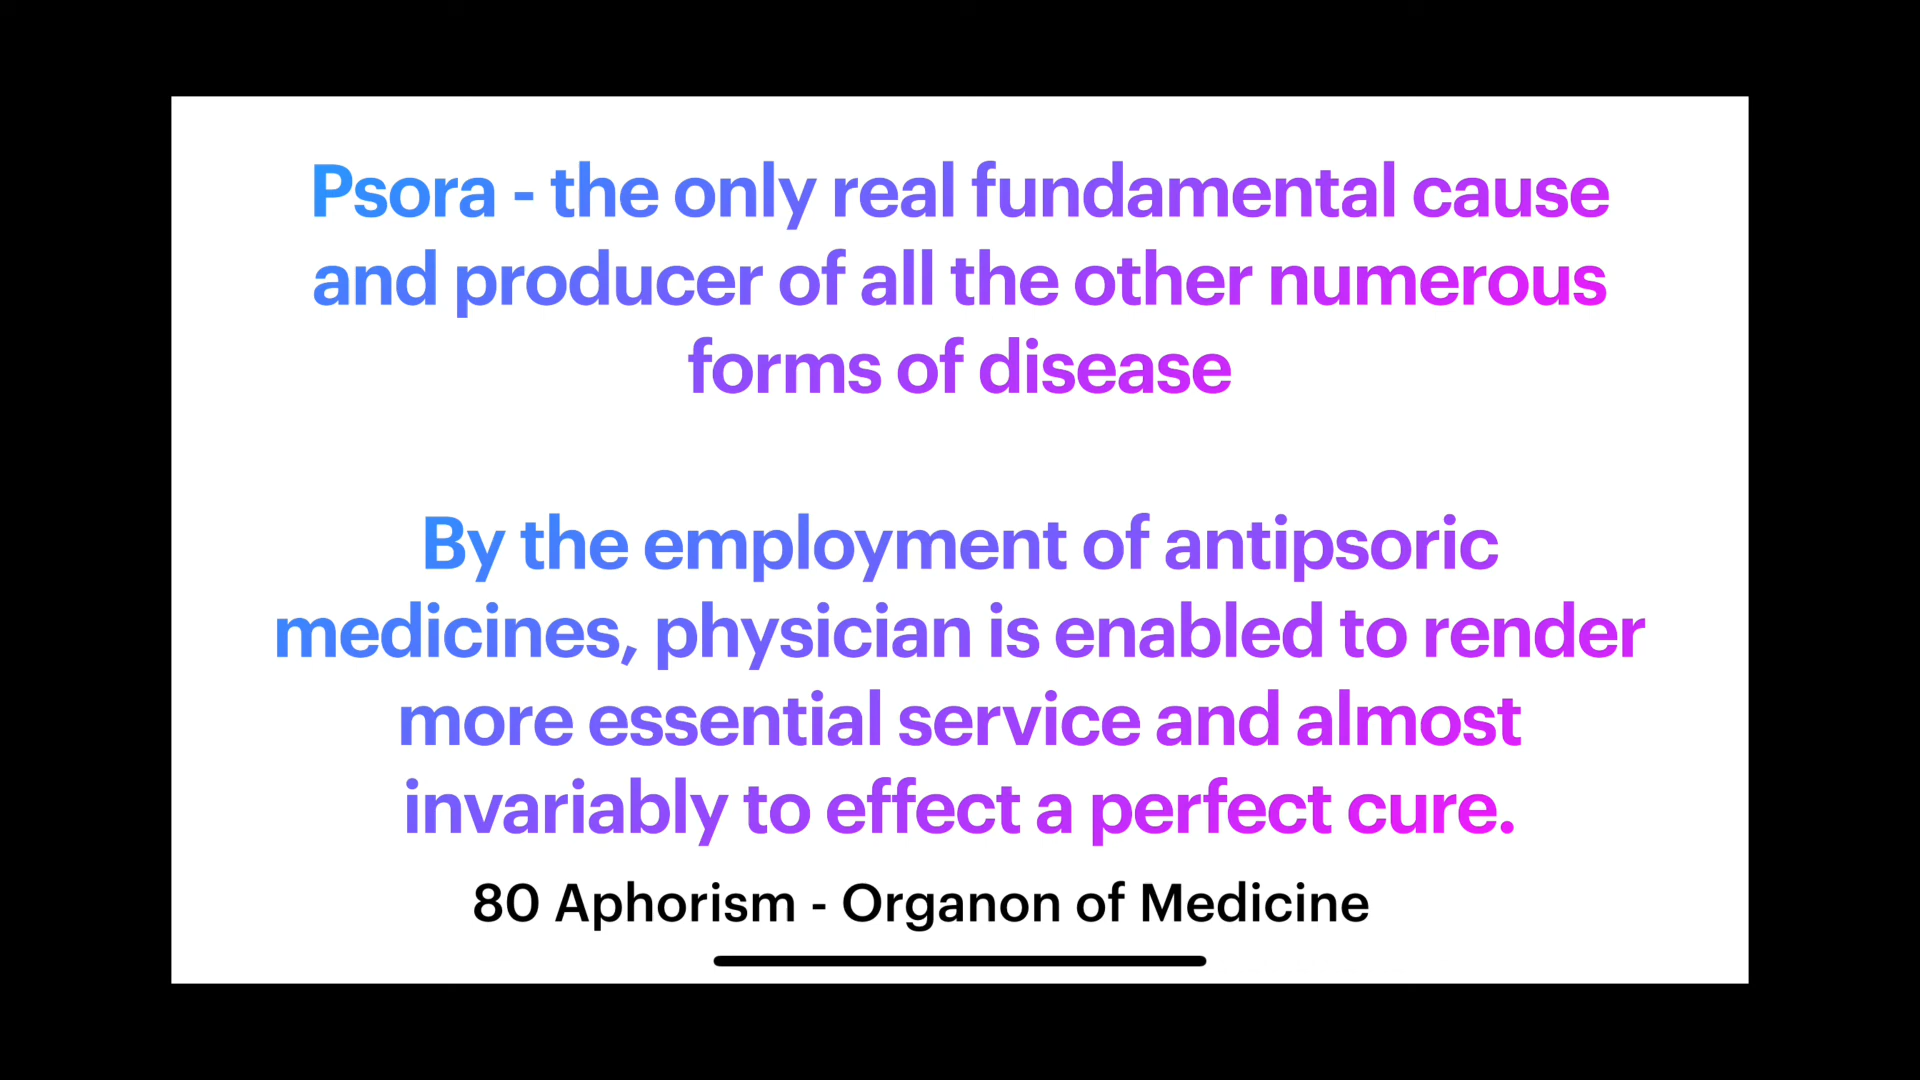 Psora - the only real fundamental cause
and producer of all the other numerous
forms of disease
By the employment of antipsoric
medicines, physician is enabled to render
more essential service and almost
invariably to effect a perfect cure.
80 Aphorism - Organon of Medicine